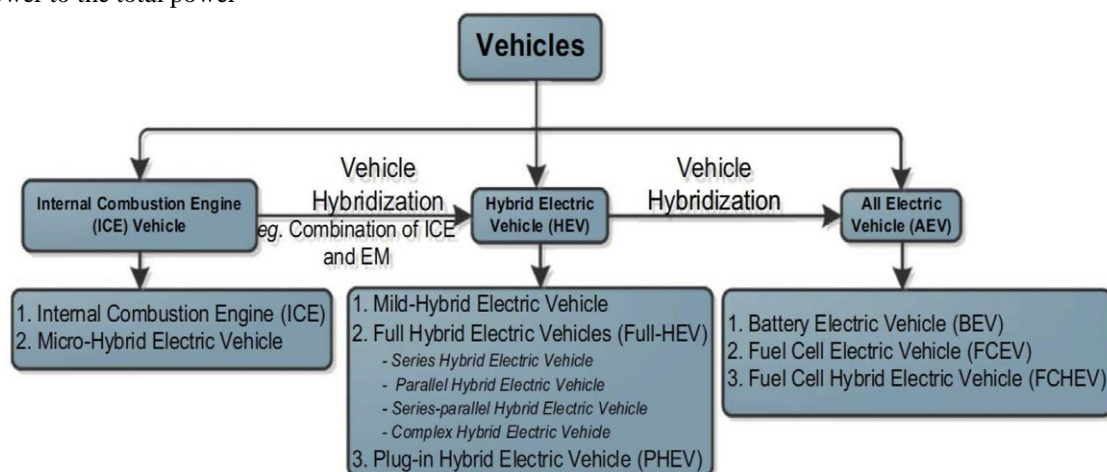 to the total power
Vehicles
Vehicle
Hybridization
eg. Combination of ICE
and EM
Vehicle
Hybridization
Internal Combustion Engine
(ICE) Vehicle
Hybrid Electric
Vehicle (HEV)
All Electric
Vehicle (AEV)
1. Internal Combustion Engine (ICE)
2. Micro-Hybrid Electric Vehicle
1. Mild-Hybrid Electric Vehicle
2. Full Hybrid Electric Vehicles (Full-HEV)
- Series Hybrid Electric Vehicle
- Parallel Hybrid Electric Vehicle
- Series-parallel Hybrid Electric Vehicle
- Complex Hybrid Electric Vehicle
3. Plug-in Hybrid Electric Vehicle (PHEV)
1. Battery Electric Vehicle (BEV)
2. Fuel Cell Electric Vehicle (FCEV)
3. Fuel Cell Hybrid Electric Vehicle (FCHEV)